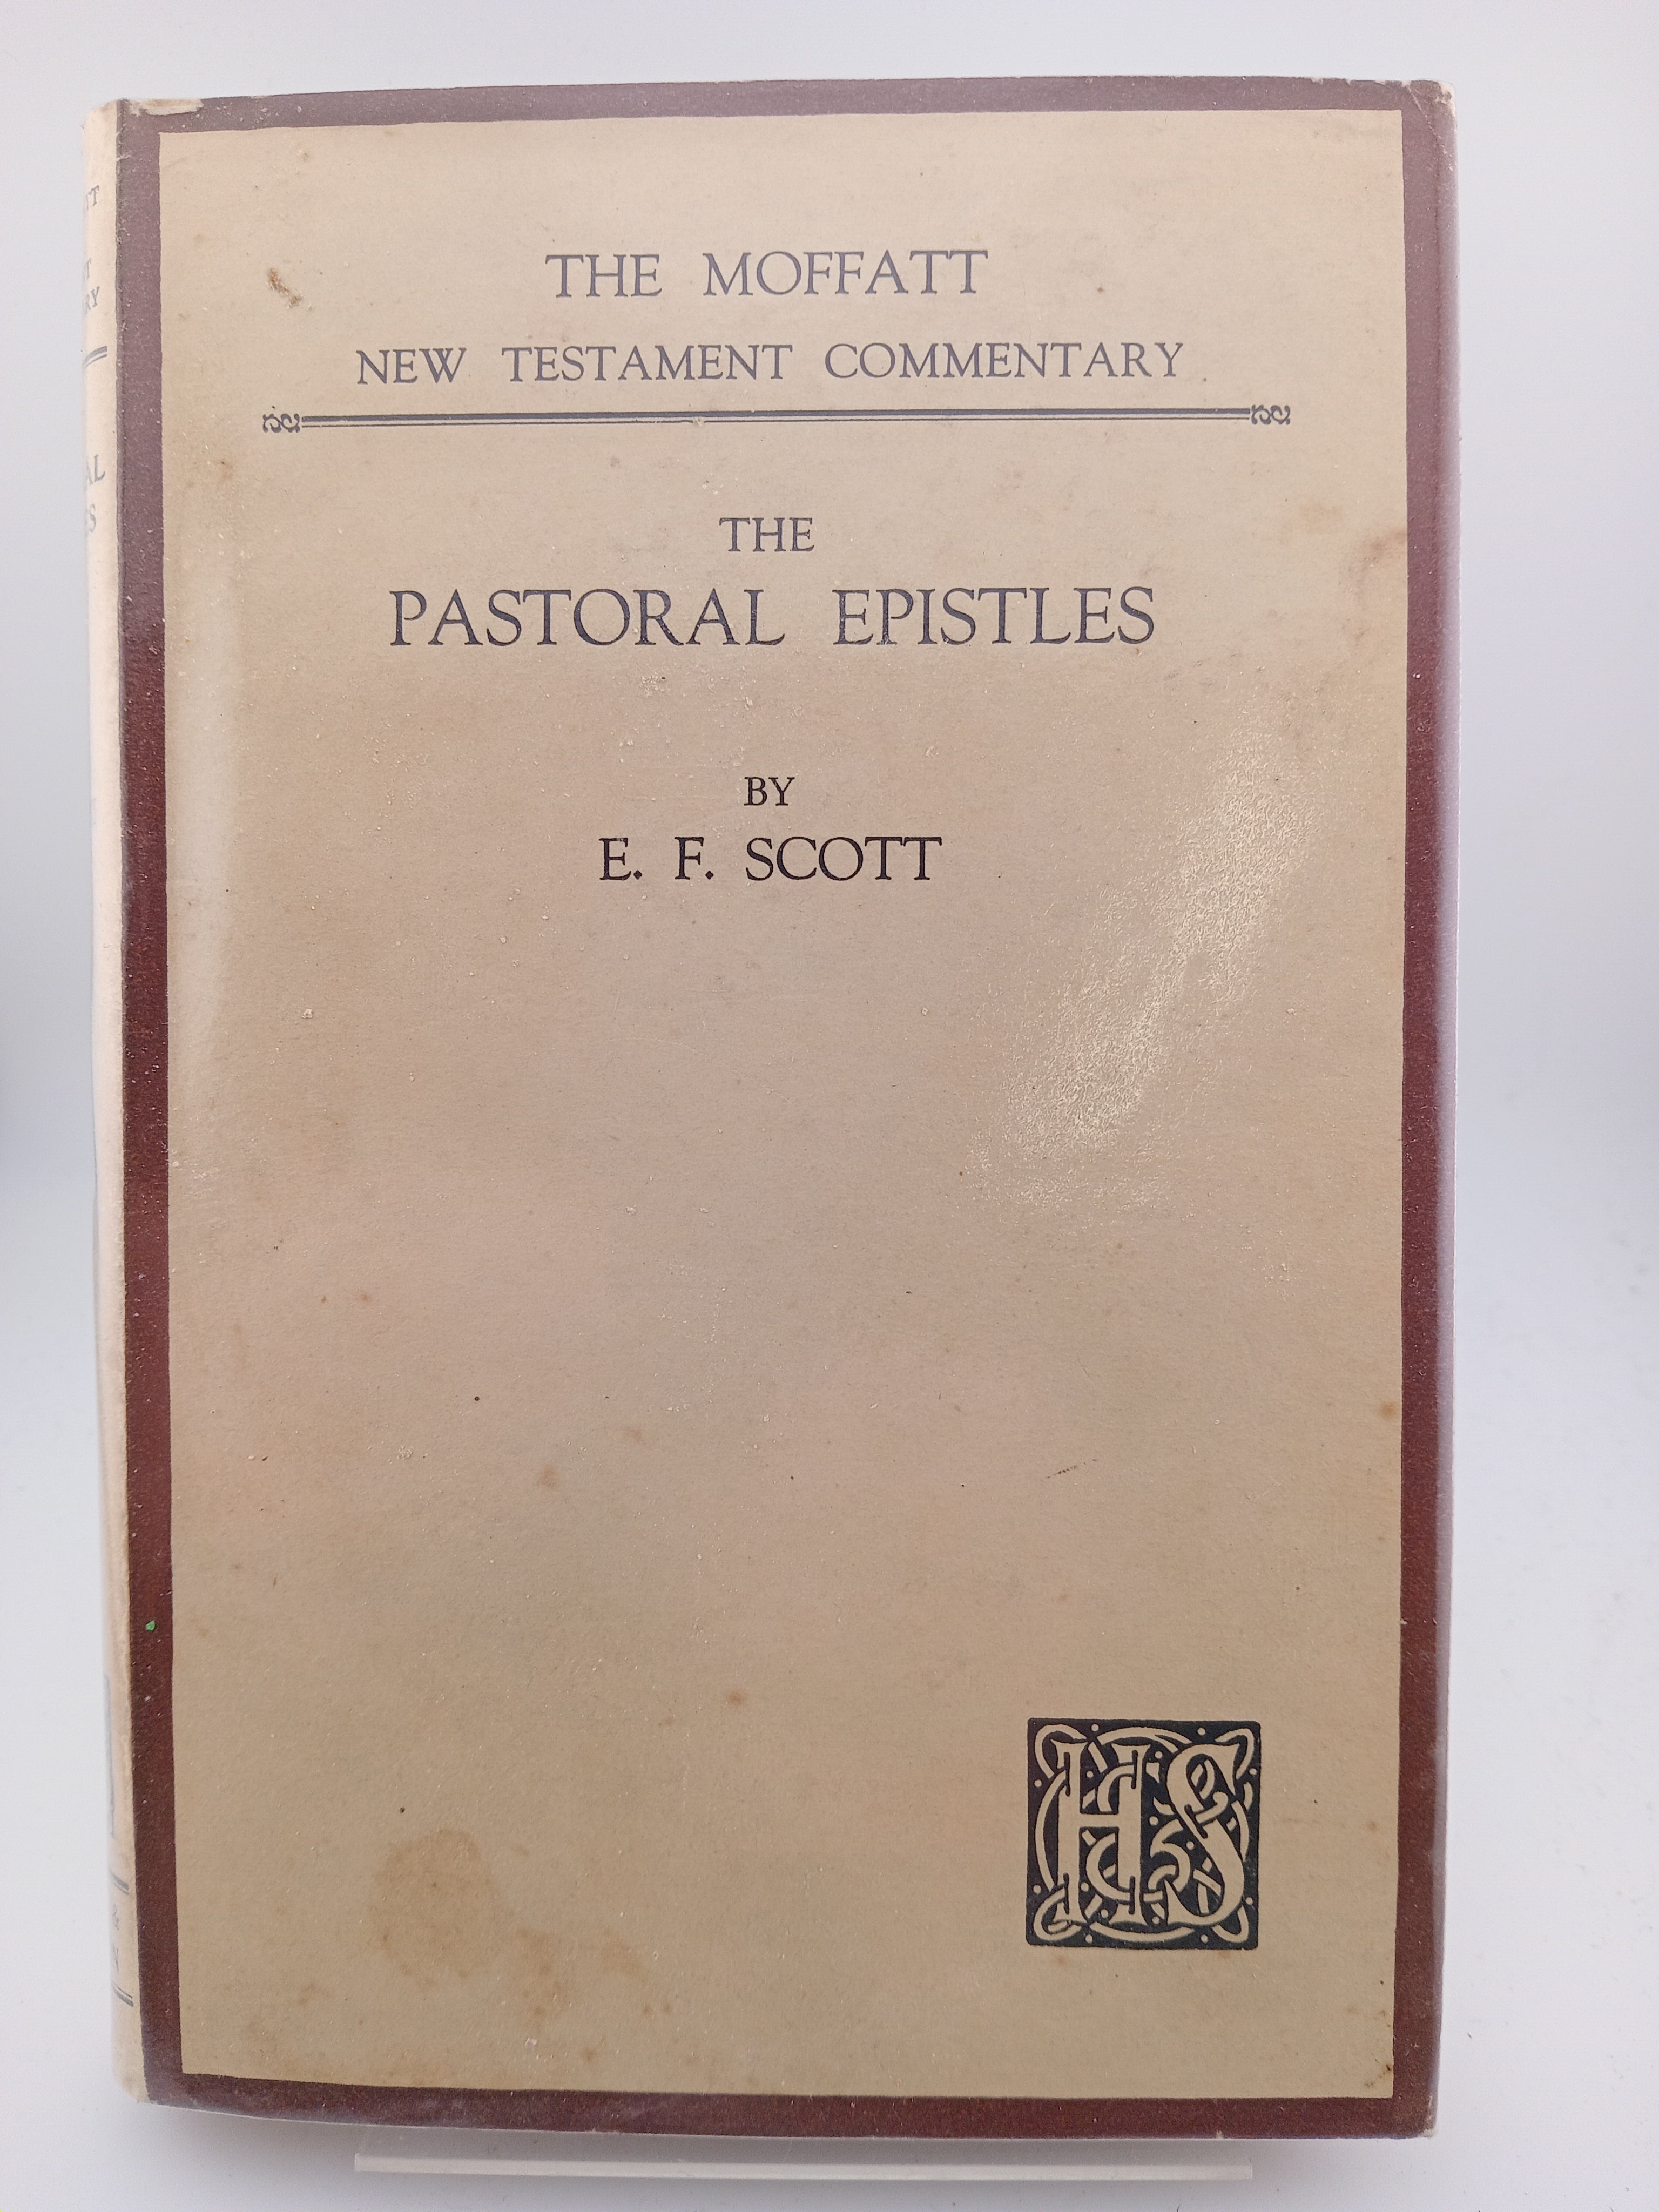 THE MOFFATT
NEW TESTAMENT COMMENTARY
THE
PASTORAL EPISTLES
BY
E. F. SCOTT
HS